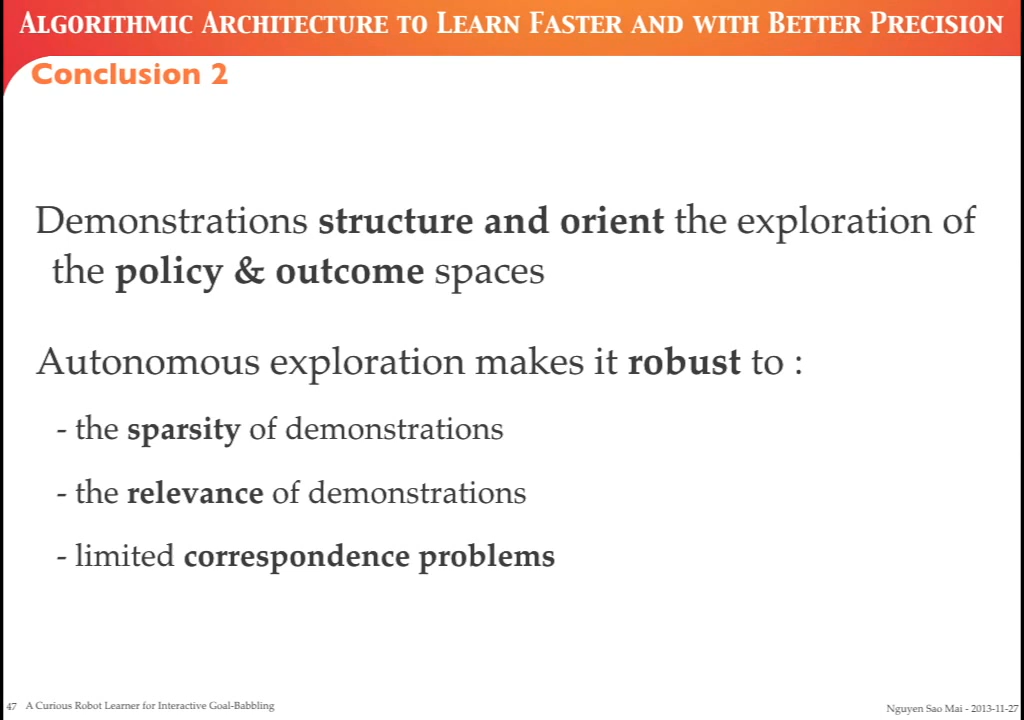 ALGORITHMIC ARCHITECTURE TO LEARN FASTER AND WITH BETTER PRECISION
Conclusion 2
Demonstrations structure and orient the exploration of
the policy & outcome spaces
Autonomous exploration makes it robust to :
- the sparsity of demonstrations
- the relevance of demonstrations
- limited correspondence problems
47 A Curious Robot Learner for Interactive Goal-Babbling
Nguyen Sao Mai - 2013-11-27